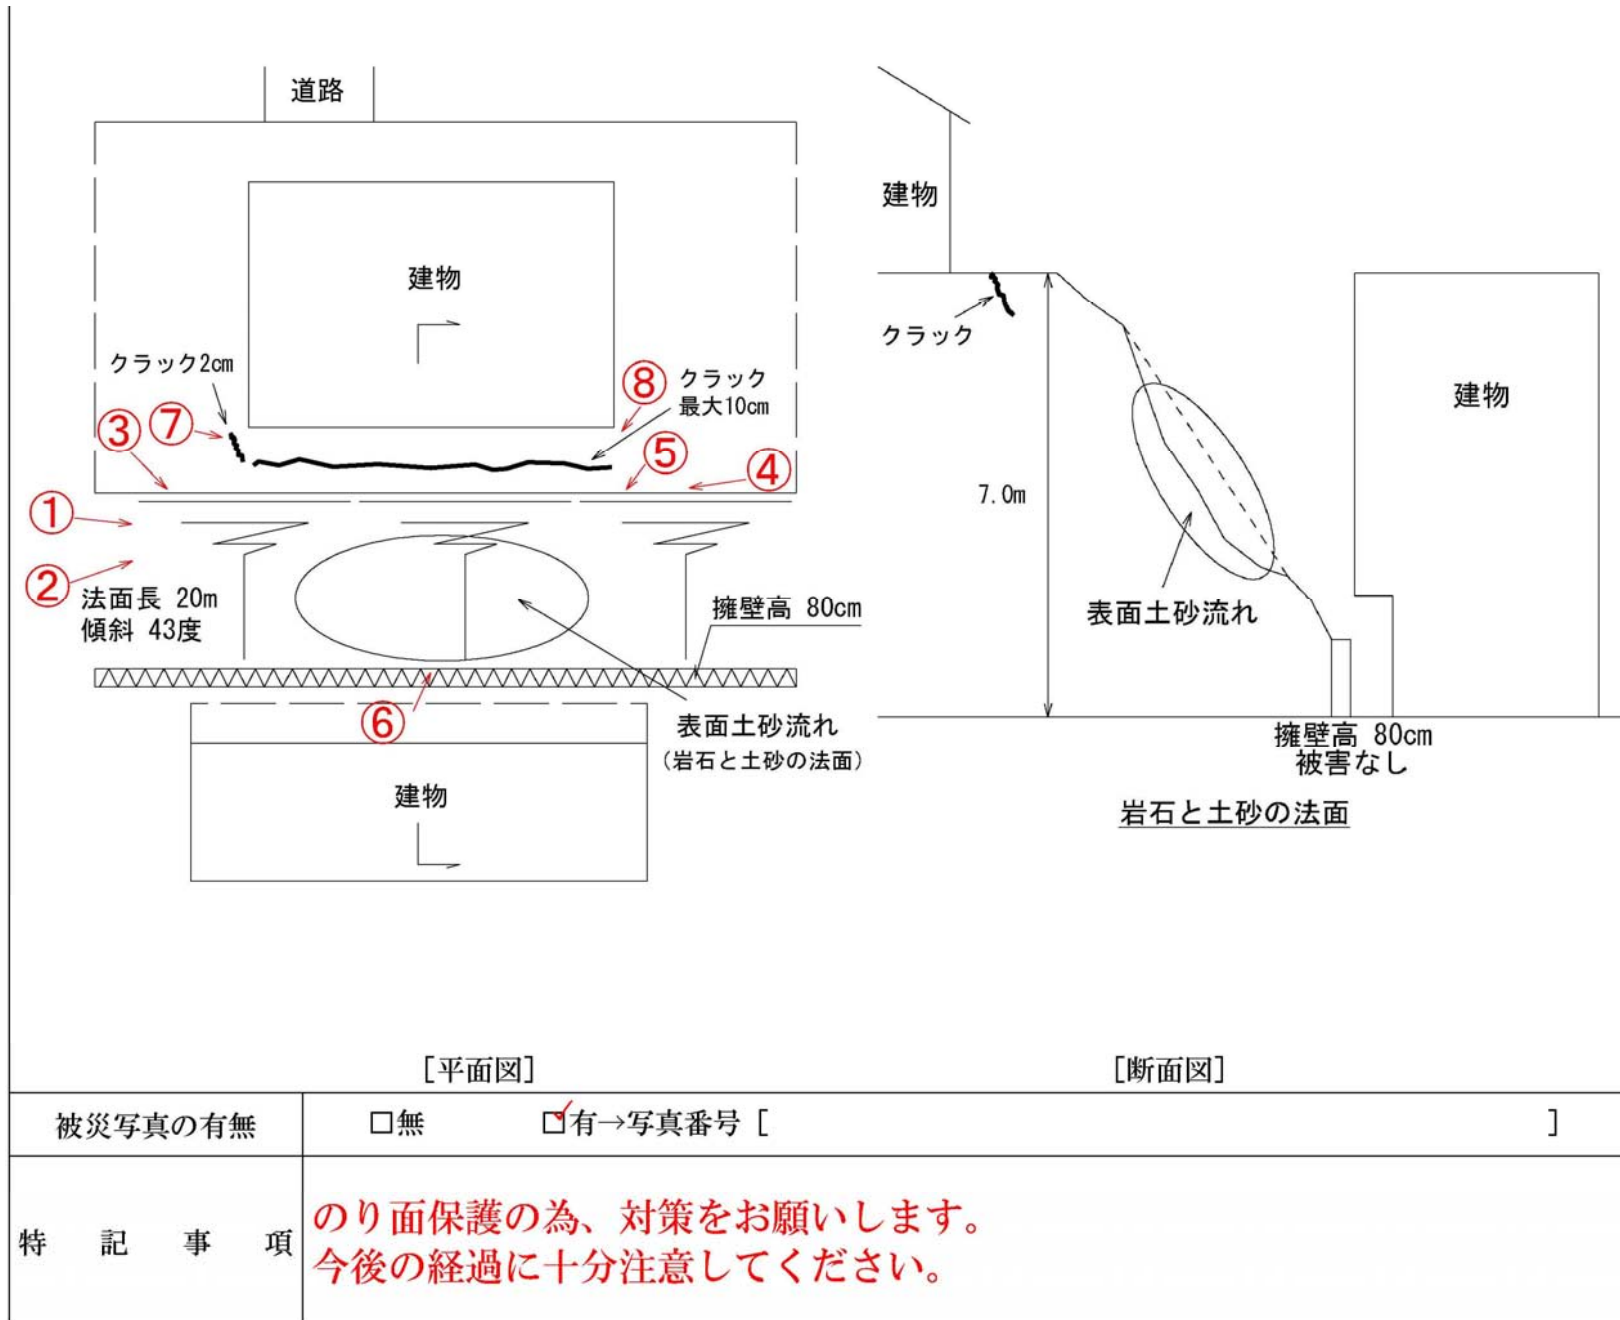 道路
建物
クラック2cm
⑧
クラック
最大10cm
③
⑦
⑤
④
①
②
法面長 20m
傾斜 43度
擁壁高 80cm
⑥
表面土砂流れ
（岩石と土砂の法面）
建物
[平面図]
建物
クラック
7.0m
建物
表面土砂流れ
擁壁高 80cm
被害なし
岩石と土砂の法面
[断面図]
被災写真の有無 □無 □有→写真番号 [ ]
特記事項
のり面保護の為、対策をお願いします。
今後の経過に十分注意してください。